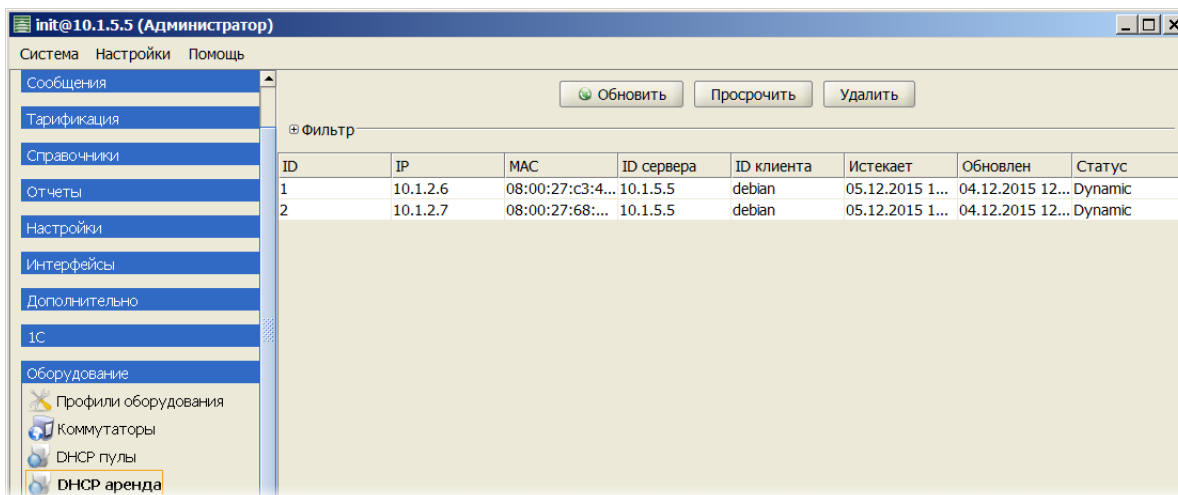 init@10.1.5.5 (Администратор)
Система Настройки Помощь
Сообщения
Тарификация
Справочники
Отчеты
Настройки
Интерфейсы
Дополнительно
1С
Оборудование
Профили оборудования
Коммутаторы
DHCP пулы
DHCP аренда
Обновить Просрочить Удалить
Фильтр
ID IP MAC ID сервера ID клиента Истекает Обновлен Статус
1 10.1.2.6 08:00:27:c3:4... 10.1.5.5 debian 05.12.2015 1... 04.12.2015 12... Dynamic
2 10.1.2.7 08:00:27:68:... 10.1.5.5 debian 05.12.2015 1... 04.12.2015 12... Dynamic